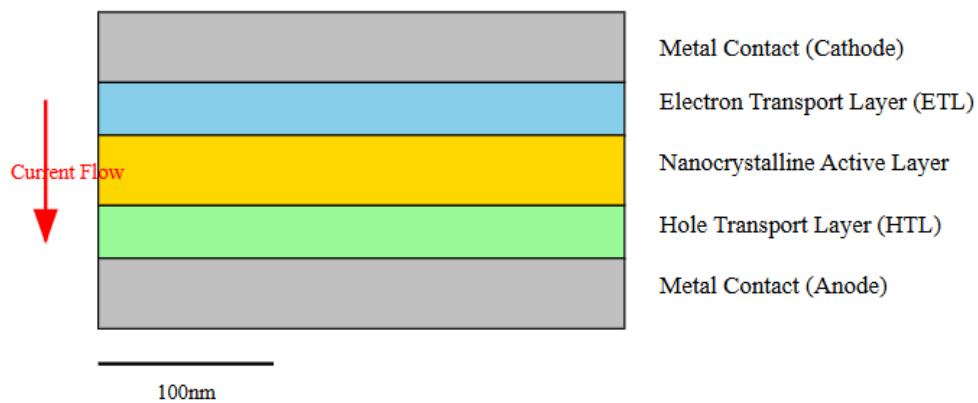 Metal Contact (Cathode)
Electron Transport Layer (ETL)
Current Flow
Nanocrystalline Active Layer
Hole Transport Layer (HTL)
Metal Contact (Anode)
100nm